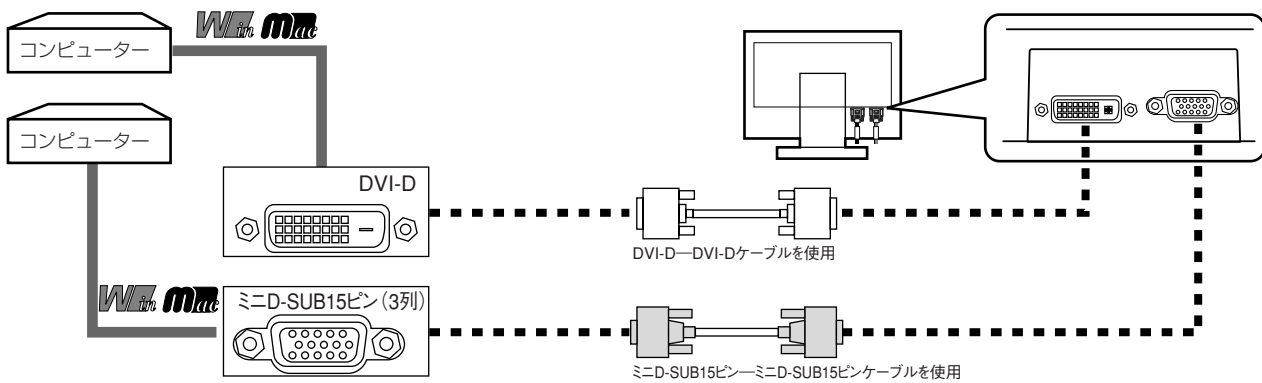 Win Mac
コンピューター
コンピューター
DVI-D
DVI-D―DVI-Dケーブルを使用
Win Mac
ミニD-SUB15ピン（3列）
ミニD-SUB15ピン―ミニD-SUB15ピンケーブルを使用